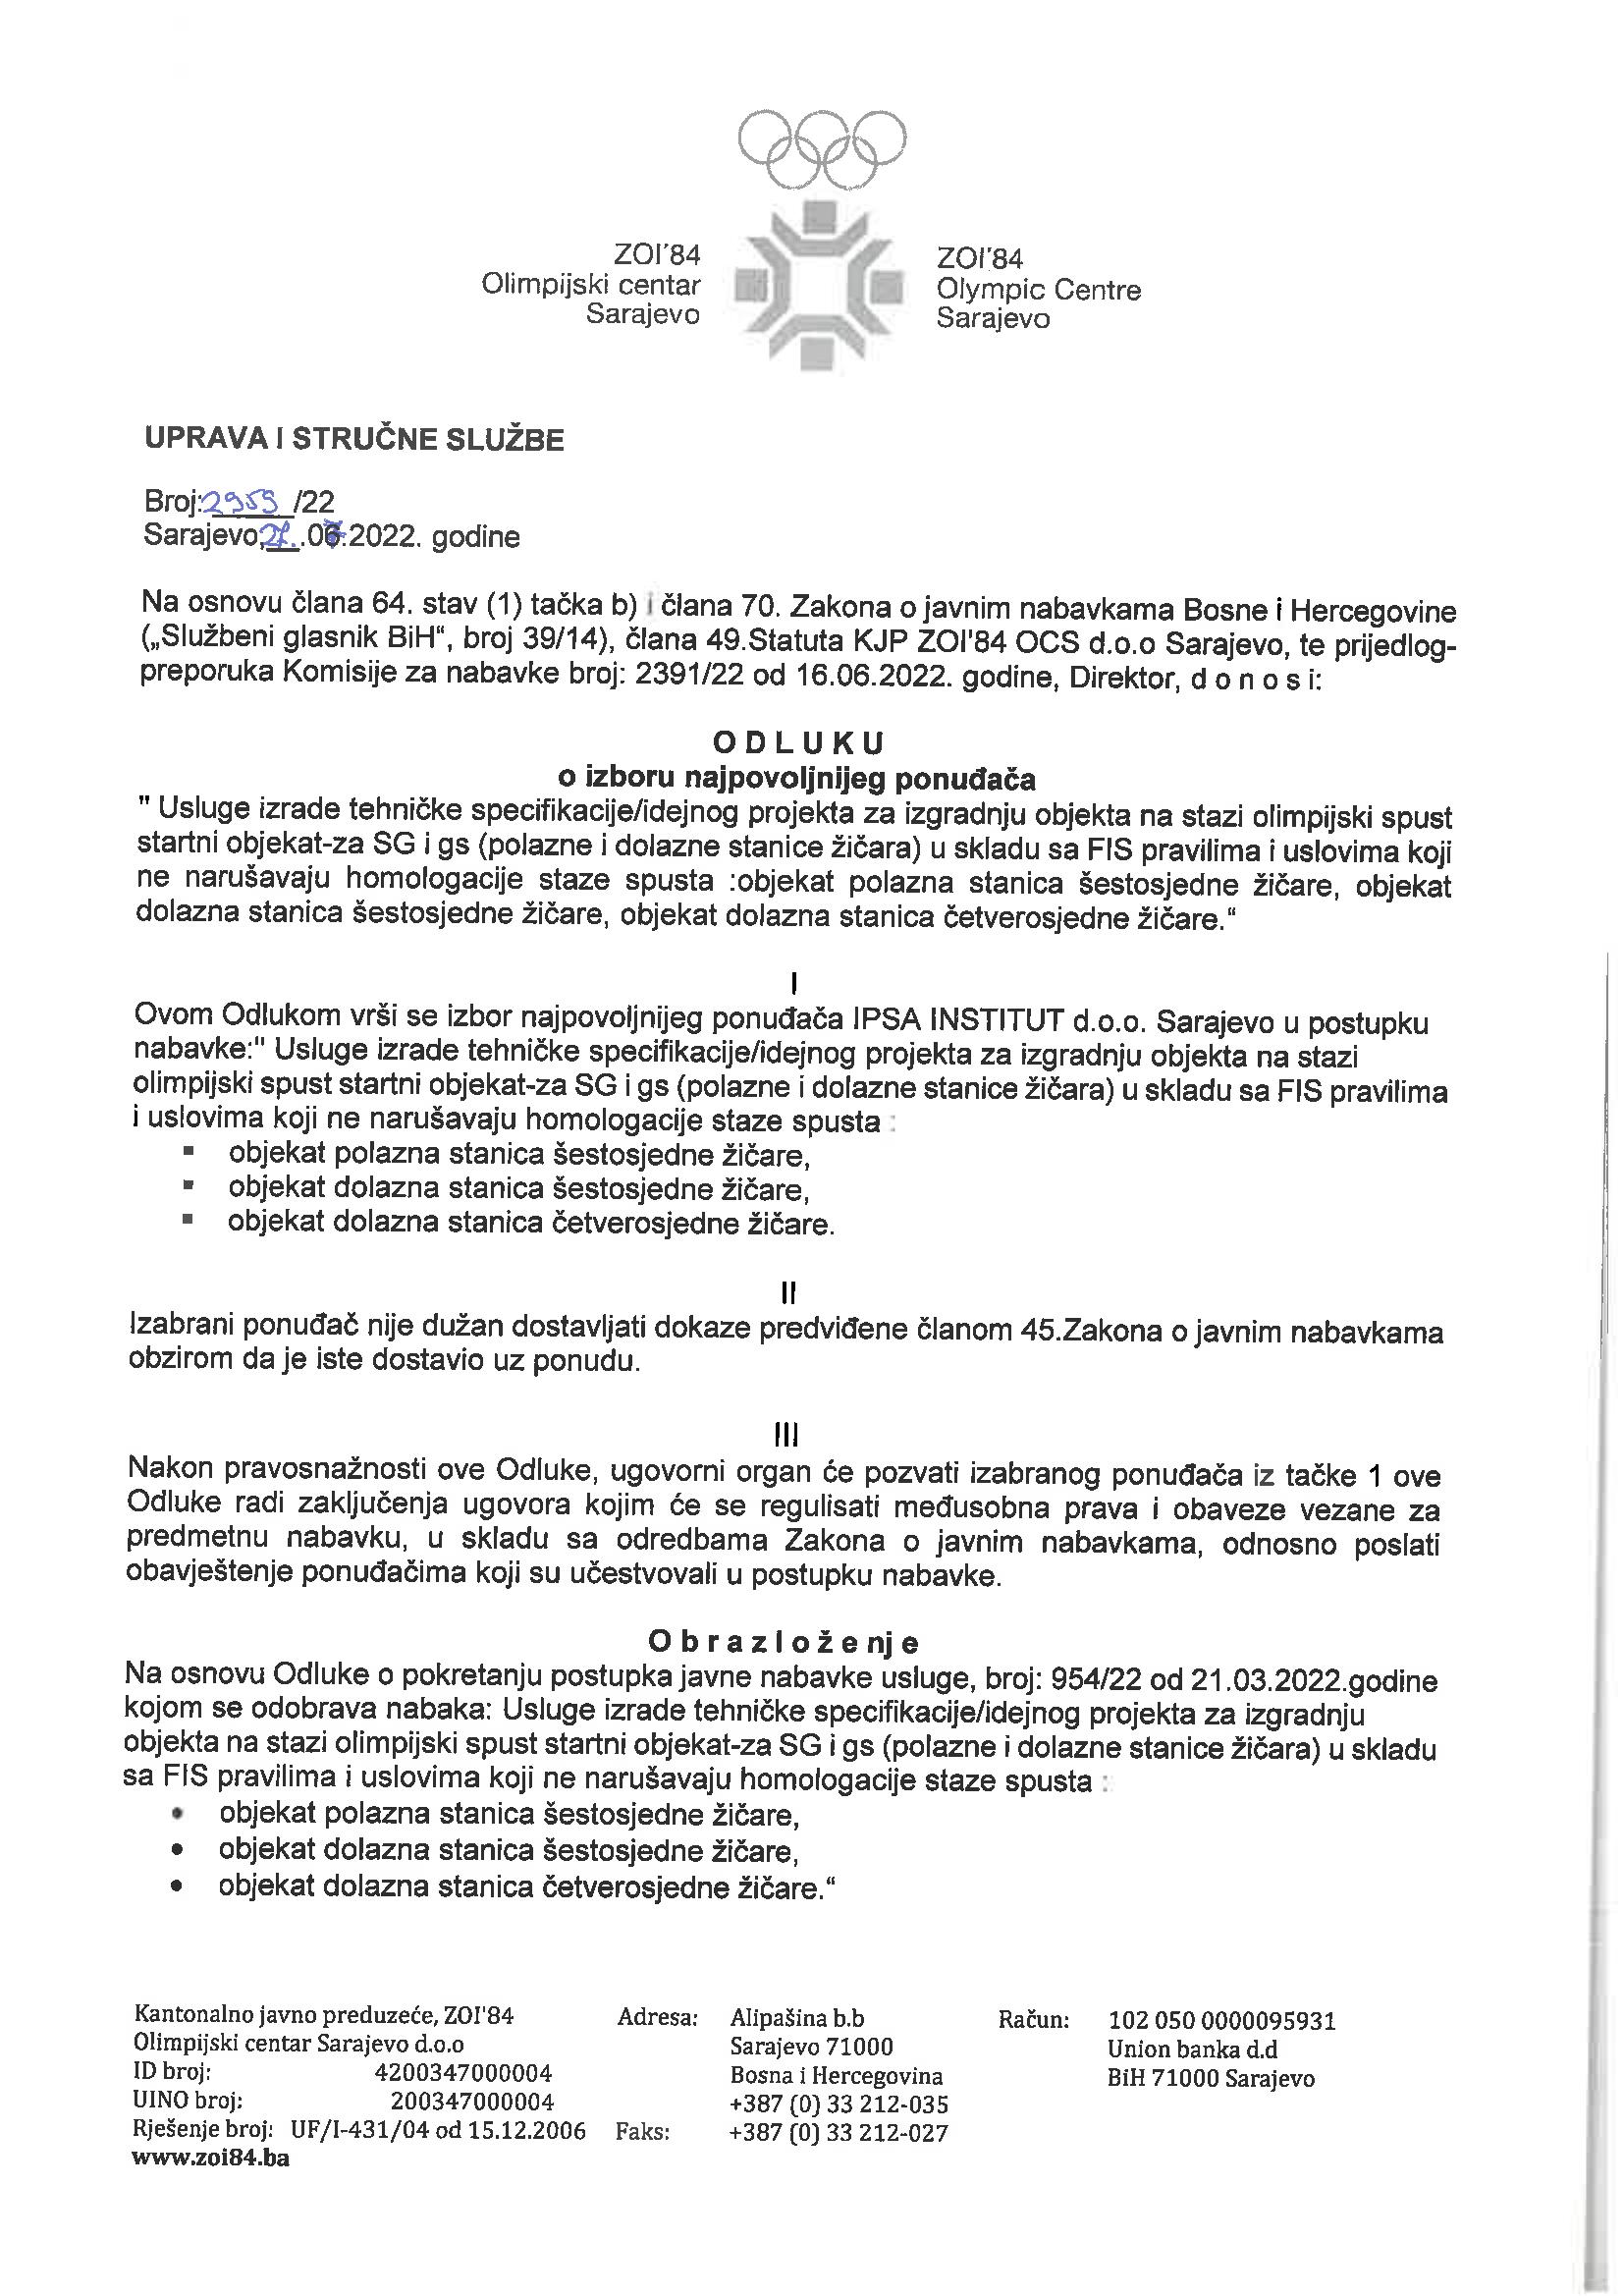 ZOI'84
Olimpijski centar
Sarajevo
ZOI'84
Olympic Centre
Sarajevo
UPRAVA I STRUČNE SLUŽBE
Broj: 2959 /22
Sarajevo, .2022. godine
Na osnovu člana 64. stav (1) tačka b) i člana 70. Zakona o javnim nabavkama Bosne i Hercegovine
(„Službeni glasnik BiH“, broj 39/14), člana 49.Statuta KJP ZOI'84 OCS d.o.o Sarajevo, te prijedlog-
preporuka Komisije za nabavke broj: 2391/22 od 16.06.2022. godine, Direktor, d o n o s i:
O D L U K U
o izboru najpovoljnijeg ponuđača
" Usluge izrade tehničke specifikacije/idejnog projekta za izgradnju objekta na stazi olimpijski spust
startni objekat-za SG i gs (polazne i dolazne stanice žičara) u skladu sa FIS pravilima i uslovima koji
ne narušavaju homologacije staze spusta :objekat polazna stanica šestosjedne žičare, objekat
dolazna stanica šestosjedne žičare, objekat dolazna stanica četverosjedne žičare.“
I
Ovom Odlukom vrši se izbor najpovoljnijeg ponuđača IPSA INSTITUT d.o.o. Sarajevo u postupku
nabavke:" Usluge izrade tehničke specifikacije/idejnog projekta za izgradnju objekta na stazi
olimpijski spust startni objekat-za SG i gs (polazne i dolazne stanice žičara) u skladu sa FIS pravilima
i uslovima koji ne narušavaju homologacije staze spusta :
▪ objekat polazna stanica šestosjedne žičare,
▪ objekat dolazna stanica šestosjedne žičare,
▪ objekat dolazna stanica četverosjedne žičare.
II
Izabrani ponuđač nije dužan dostavljati dokaze predviđene članom 45.Zakona o javnim nabavkama
obzirom da je iste dostavio uz ponudu.
III
Nakon pravosnažnosti ove Odluke, ugovorni organ će pozvati izabranog ponuđača iz tačke 1 ove
Odluke radi zaključenja ugovora kojim će se regulisati međusobna prava i obaveze vezane za
predmetnu nabavku, u skladu sa odredbama Zakona o javnim nabavkama, odnosno poslati
obavještenje ponuđačima koji su učestvovali u postupku nabavke.
O b r a z l o ž e nj e
Na osnovu Odluke o pokretanju postupka javne nabavke usluge, broj: 954/22 od 21.03.2022.godine
kojom se odobrava nabaka: Usluge izrade tehničke specifikacije/idejnog projekta za izgradnju
objekta na stazi olimpijski spust startni objekat-za SG i gs (polazne i dolazne stanice žičara) u skladu
sa FIS pravilima i uslovima koji ne narušavaju homologacije staze spusta :
• objekat polazna stanica šestosjedne žičare,
• objekat dolazna stanica šestosjedne žičare,
• objekat dolazna stanica četverosjedne žičare.“
Kantonalno javno preduzeće, ZOI'84 Adresa: Alipašina b.b Račun: 102 050 0000095931
Olimpijski centar Sarajevo d.o.o Sarajevo 71000 Union banka d.d
ID broj: 4200347000004 Bosna i Hercegovina BiH 71000 Sarajevo
UINO broj: 200347000004 +387 (0) 33 212-035
Rješenje broj: UF/I-431/04 od 15.12.2006 Faks: +387 (0) 33 212-027
www.zoi84.ba